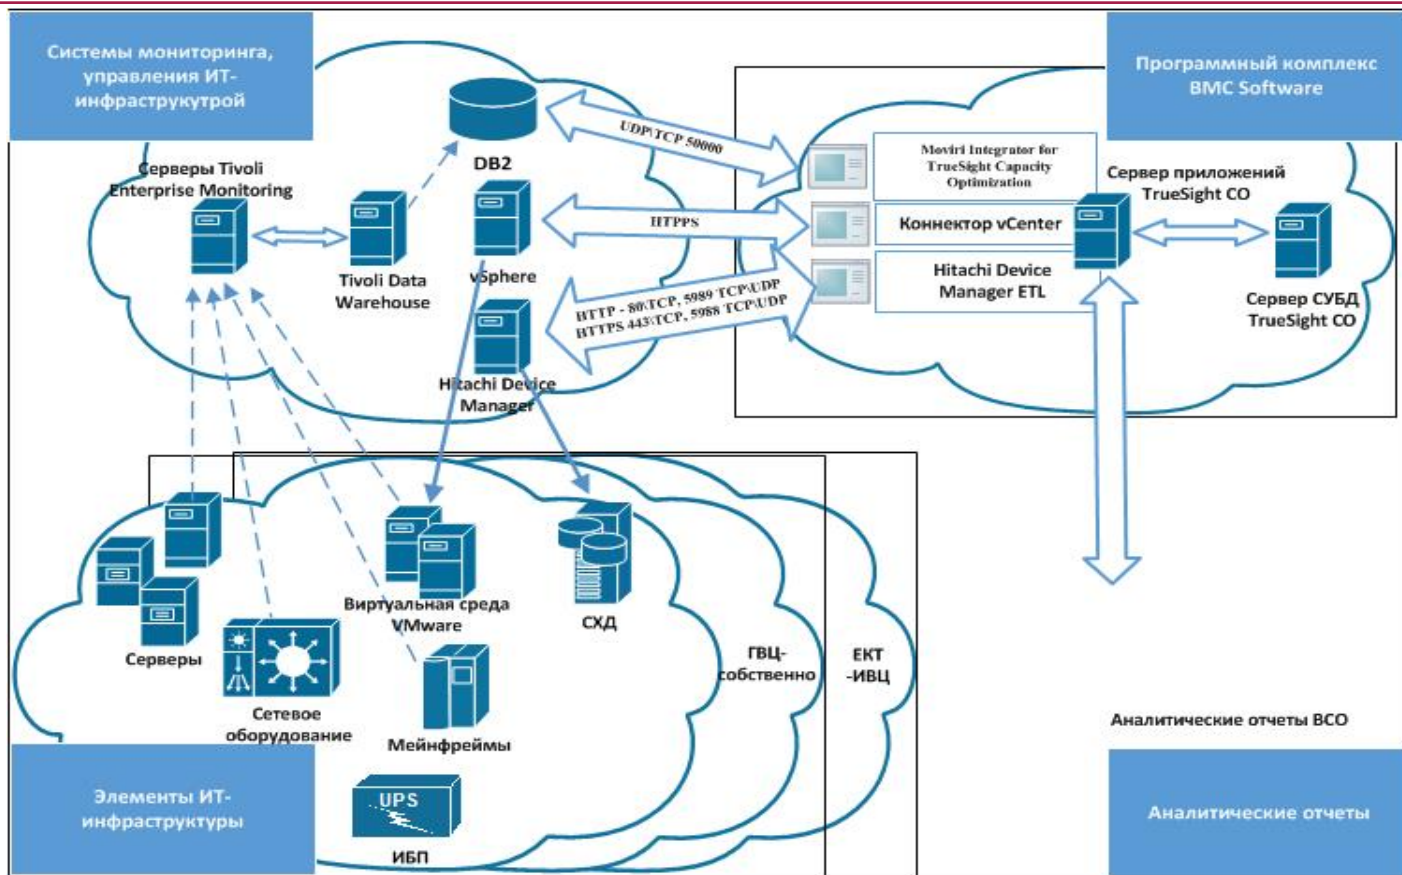 Системы мониторинга,
управления ИТ-
инфраструкутрой
Программный комплекс
BMC Software
Серверы Tivoli
Enterprise Monitoring
DB2
Tivoli Data
Warehouse
vSphere
Hitachi Device
Manager
UDP\TCP 50000
HTPPS
HTTP - 80\TCP, 5989 TCP\UDP
HTTPS 443\TCP, 5988 TCP\UDP
Moviri Integrator for
TrueSight Capacity
Optimization
Коннектор vCenter
Hitachi Device
Manager ETL
Сервер приложений
TrueSight CO
Сервер СУБД
TrueSight CO
Серверы
Сетевое
оборудование
Виртуальная среда
VMware
Мейнфреймы
СХД
UPS
ИБП
ГВЦ-
собственно
ЕКТ
-ИВЦ
Элементы ИТ-
инфраструктуры
Аналитические отчеты BCO
Аналитические отчеты